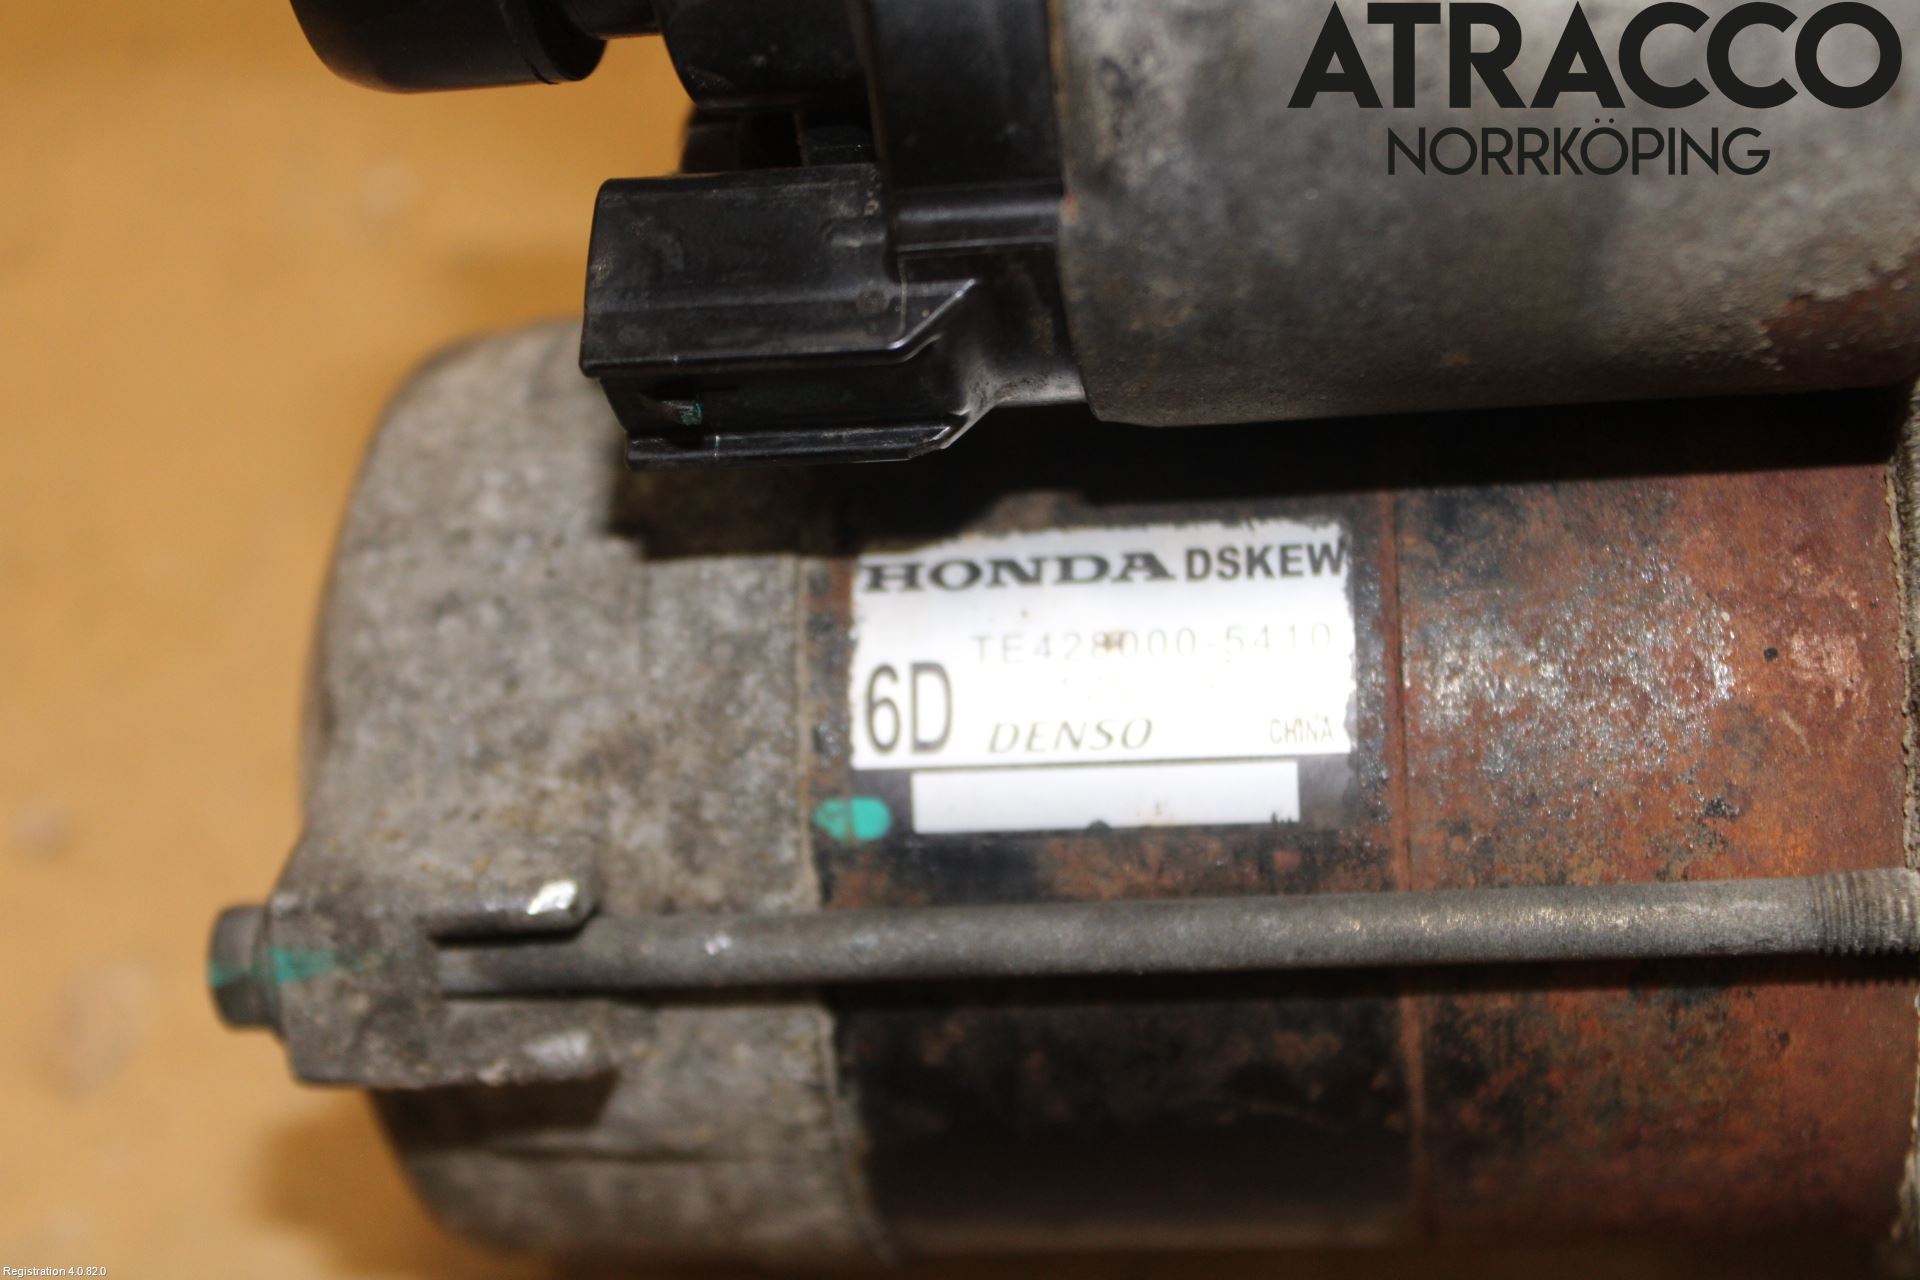 ATRACCO
NORRKÖPING
HONDA DSKEW
TE428000-5410
6D DENSO CHINA
Registration 4.0.82.0